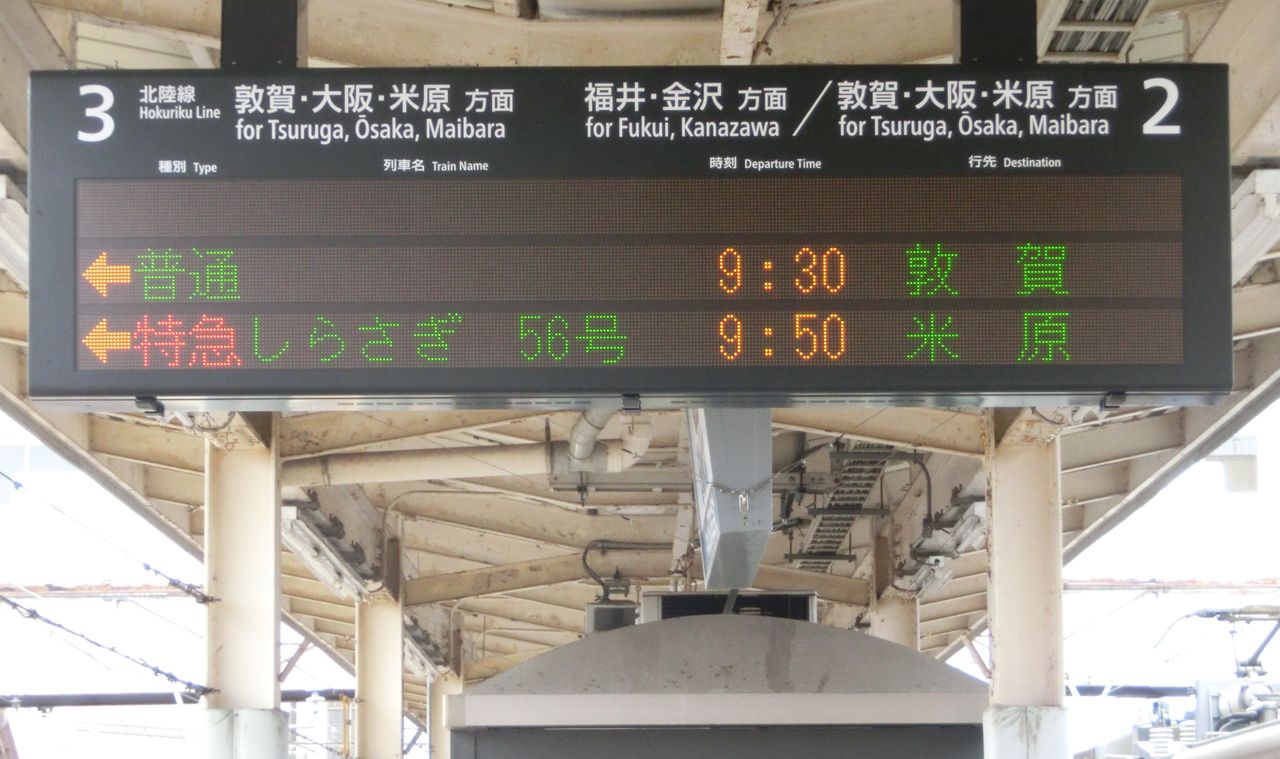 3 北陸線 敦賀・大阪・米原 方面 福井・金沢 方面／敦賀・大阪・米原 方面 2
Hokuriku Line for Tsuruga, Ōsaka, Maibara for Fukui, Kanazawa for Tsuruga, Ōsaka, Maibara
種別 Type 列車名 Train Name 時刻 Departure Time 行先 Destination
←普通 9:30 敦 賀
←特急しらさぎ 56号 9:50 米 原